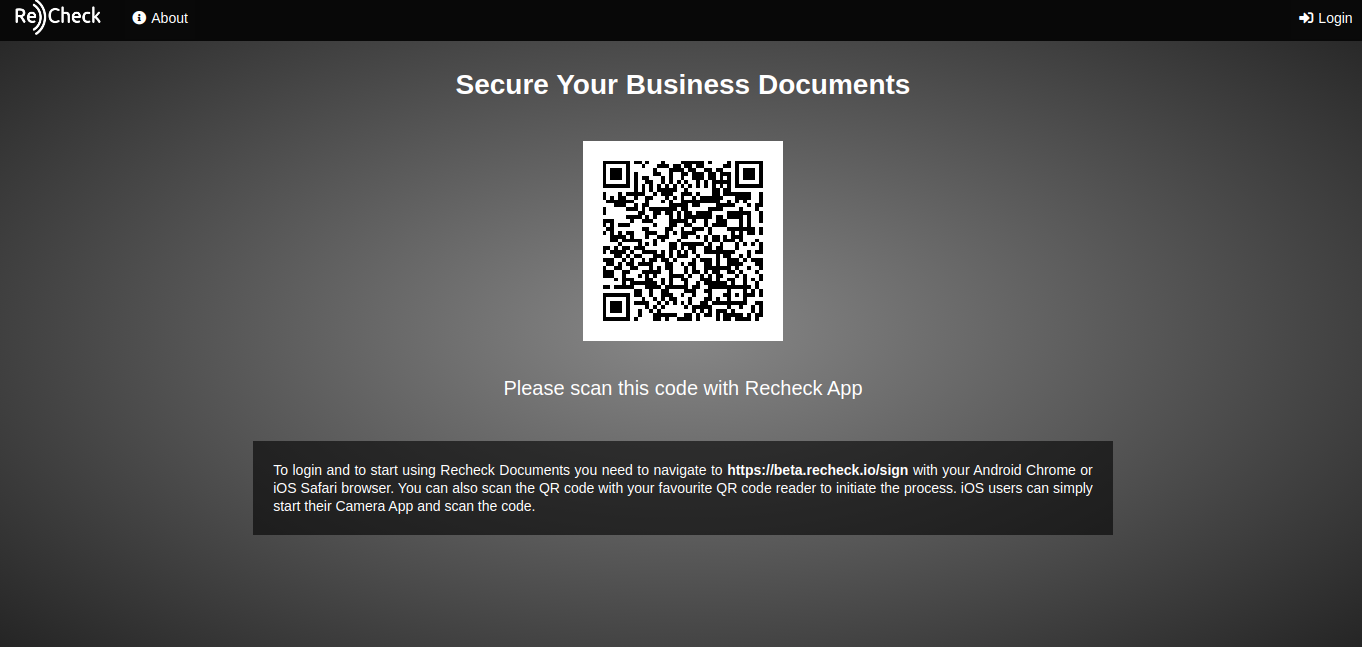 Re Check
About
Login
Secure Your Business Documents
Please scan this code with Recheck App
To login and to start using Recheck Documents you need to navigate to https://beta.recheck.io/sign with your Android Chrome or
iOS Safari browser. You can also scan the QR code with your favourite QR code reader to initiate the process. iOS users can simply
start their Camera App and scan the code.